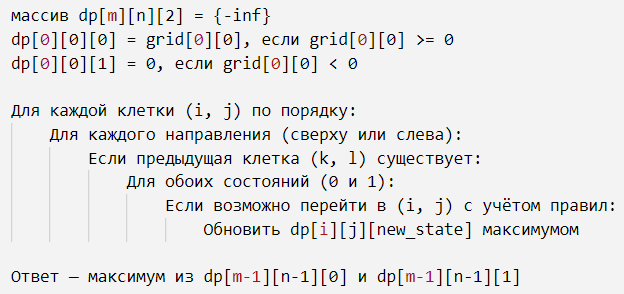 массив dp[m][n][2] = {-inf}
dp[0][0][0] = grid[0][0], если grid[0][0] >= 0
dp[0][0][1] = 0, если grid[0][0] < 0
Для каждой клетки (i, j) по порядку:
Для каждого направления (сверху или слева):
Если предыдущая клетка (k, l) существует:
Для обоих состояний (0 и 1):
Если возможно перейти в (i, j) с учётом правил:
Обновить dp[i][j][new_state] максимумом
Ответ — максимум из dp[m-1][n-1][0] и dp[m-1][n-1][1]